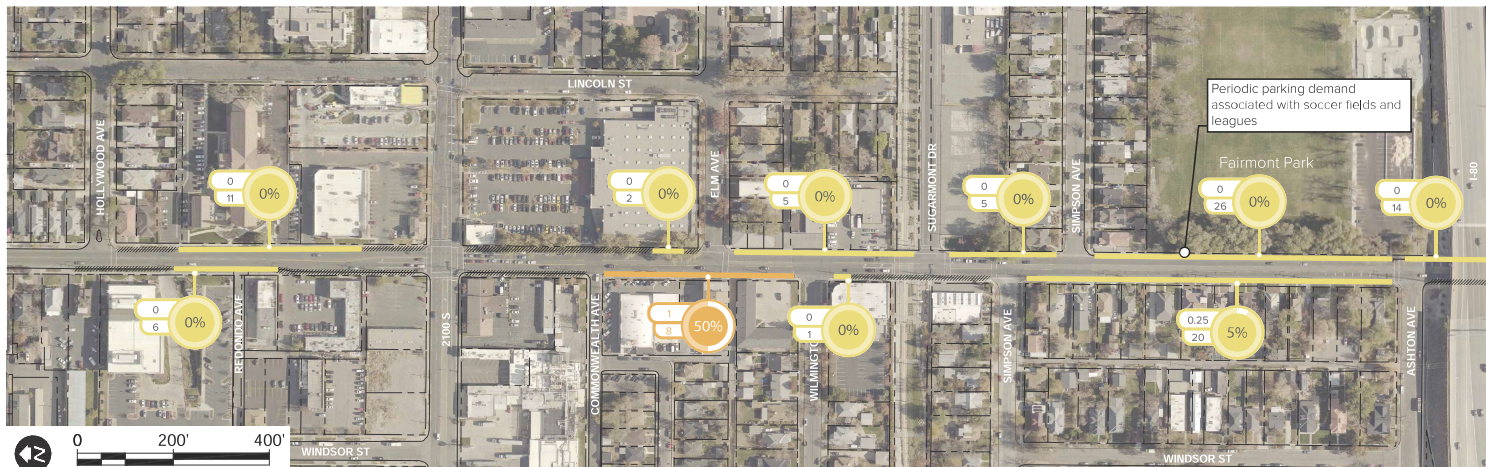 LINCOLN ST
HOLLYWOOD AVE
ELM AVE
SUGARMONT DR
SIMPSON AVE
I-80
Periodic parking demand
associated with soccer fields and
leagues
Fairmont Park
0
11
0%
0
2
0%
0
5
0%
0
5
0%
0
26
0%
0
14
0%
0
6
0%
1
8
50%
0
1
0%
0.25
20
5%
REDONDO AVE
2100 S
COMMONWEALTH AVE
WILMINGTO
SIMPSON AVE
ASHTON AVE
N
0
200'
400'
WINDSOR ST
WINDSOR ST